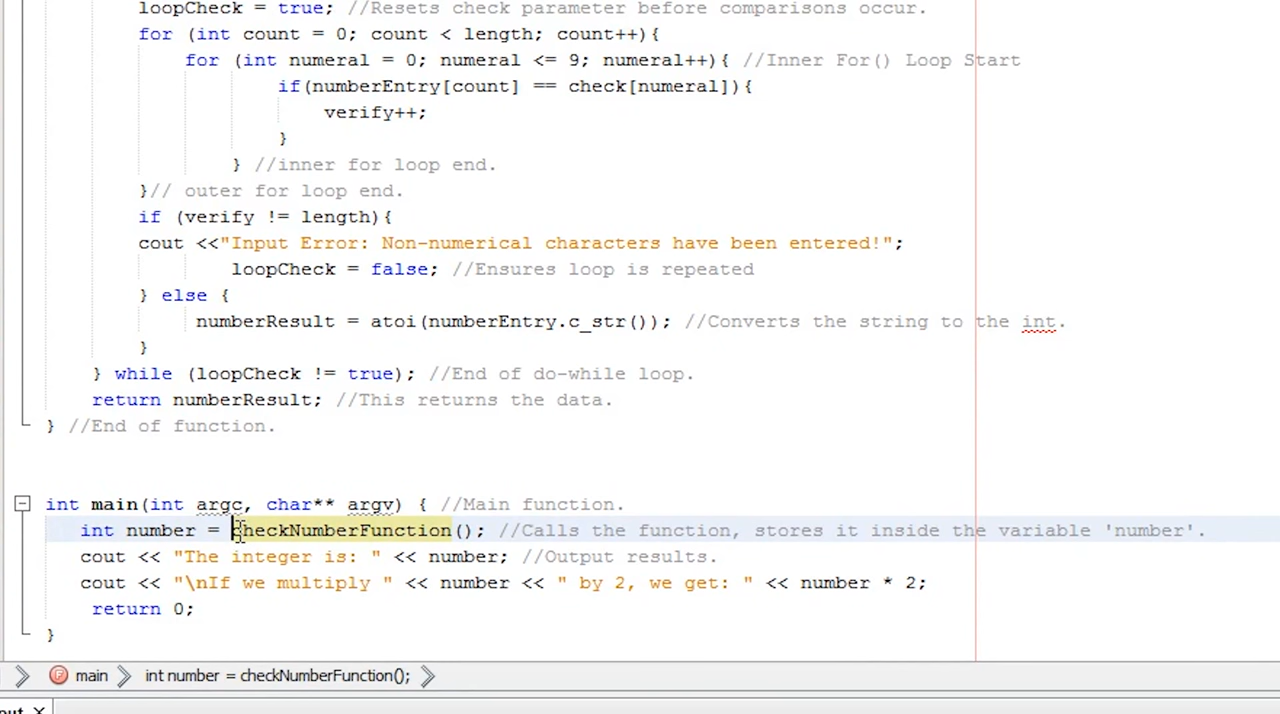 loopCheck = true; //Resets check parameter before comparisons occur.
for (int count = 0; count < length; count++){
for (int numeral = 0; numeral <= 9; numeral++){ //Inner For() Loop Start
if(numberEntry[count] == check[numeral]){
verify++;
}
} //inner for loop end.
}// outer for loop end.
if (verify != length){
cout <<"Input Error: Non-numerical characters have been entered!";
loopCheck = false; //Ensures loop is repeated
} else {
numberResult = atoi(numberEntry.c_str()); //Converts the string to the int.
}
} while (loopCheck != true); //End of do-while loop.
return numberResult; //This returns the data.
} //End of function.
int main(int argc, char** argv) { //Main function.
int number = checkNumberFunction(); //Calls the function, stores it inside the variable 'number'.
cout << "The integer is: " << number; //Output results.
cout << "\nIf we multiply " << number << " by 2, we get: " << number * 2;
return 0;
}
main int number = checkNumberFunction();